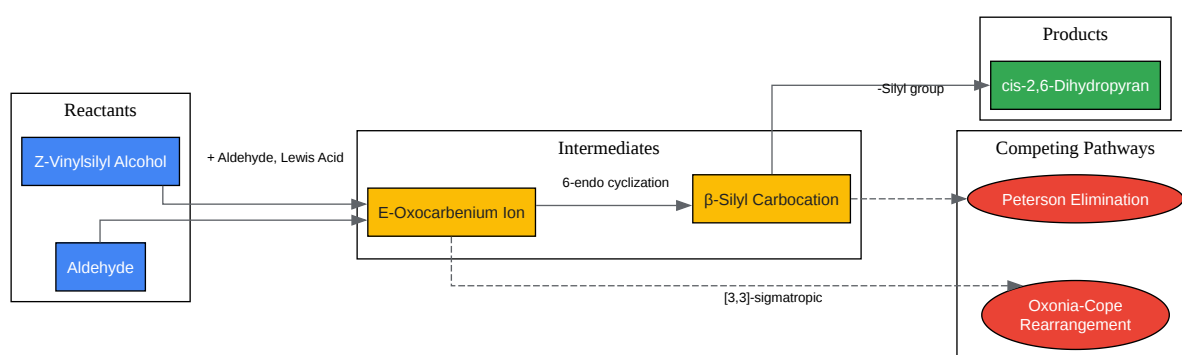 Products
cis-2,6-Dihydropyran
-Silyl group
Reactants
Z-Vinylsilyl Alcohol
Aldehyde
+ Aldehyde, Lewis Acid
Intermediates
E-Oxocarbenium Ion
6-endo cyclization
β-Silyl Carbocation
Competing Pathways
Peterson Elimination
[3,3]-sigmatropic
Oxonia-Cope
Rearrangement